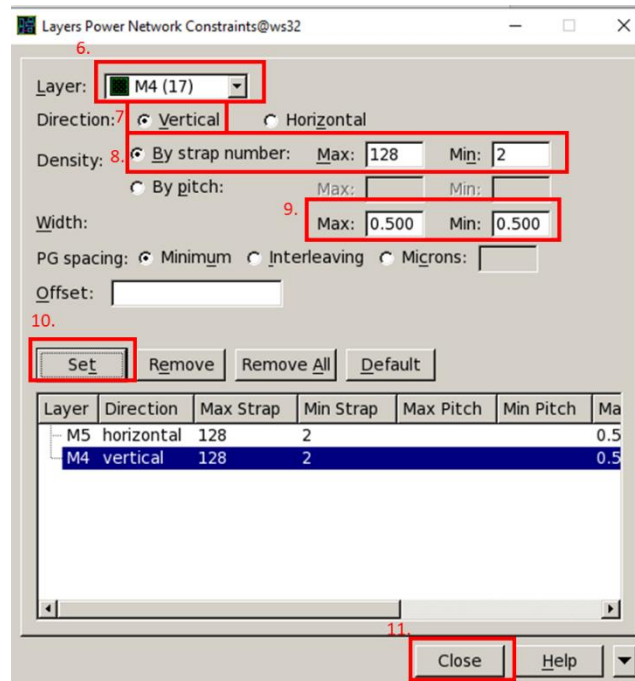 Layers Power Network Constraints@ws32
6.
Layer: M4 (17)
Direction: 7. Vertical Horizontal
Density: 8. By strap number: Max: 128 Min: 2
By pitch: Max: Min:
9.
Width: Max: 0.500 Min: 0.500
PG spacing: Minimum Interleaving Microns:
Offset:
10.
Set Remove Remove All Default
Layer Direction Max Strap Min Strap Max Pitch Min Pitch Ma
M5 horizontal 128 2 0.5
M4 vertical 128 2 0.5
11.
Close Help